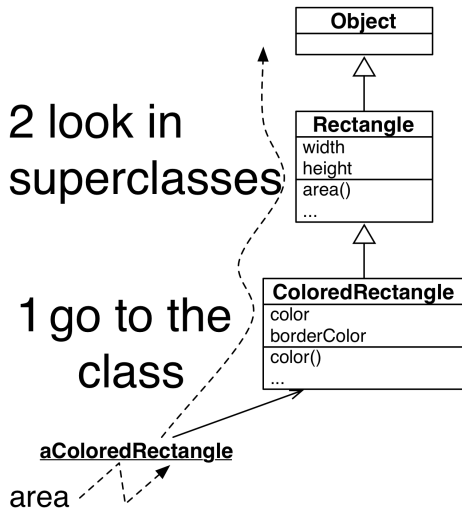 Object
2 look in
superclasses
Rectangle
width
height
area()
...
1 go to the
class
ColoredRectangle
color
borderColor
color()
...
aColoredRectangle
area